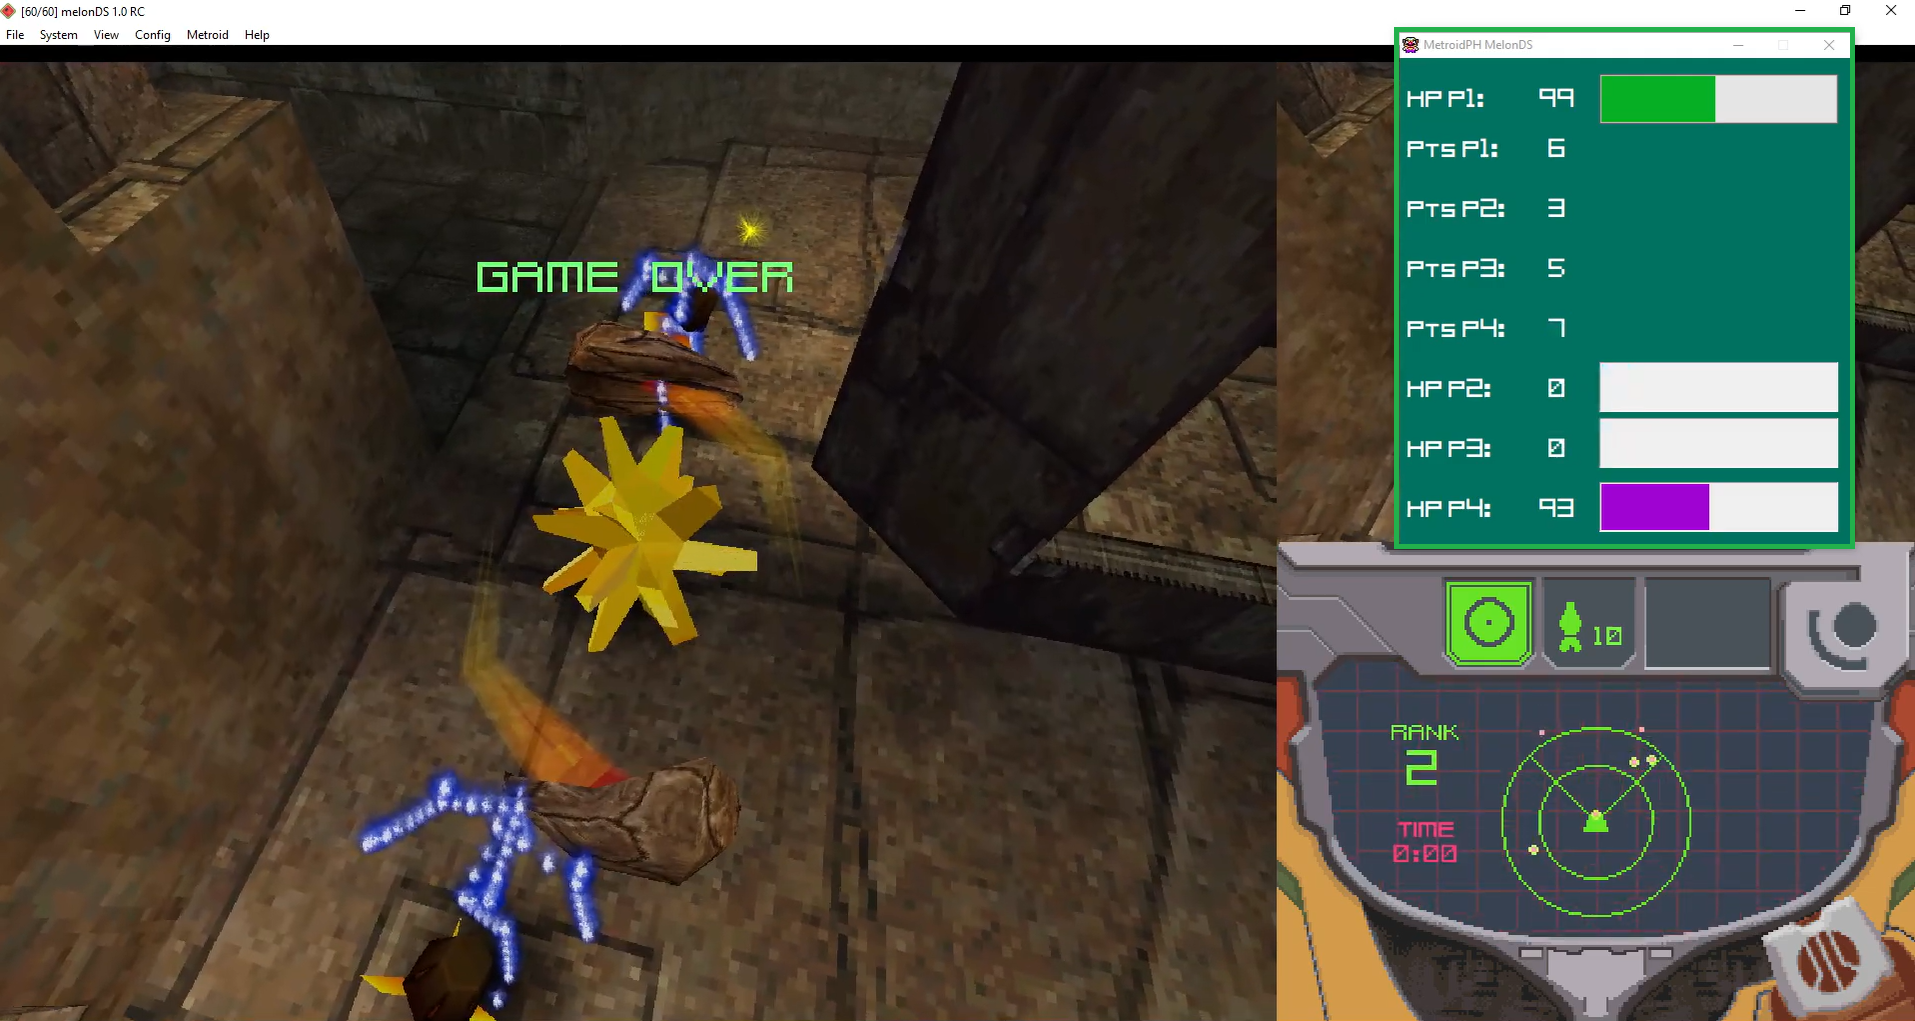 [60/60] melonDS 1.0 RC
File System View Config Metroid Help
MetroidPH MelonDS
HP P1: 99
Pts P1: 6
Pts P2: 3
Pts P3: 5
Pts P4: 7
HP P2: 0
HP P3: 0
HP P4: 93
GAME OVER
10
RANK
2
TIME
0:00